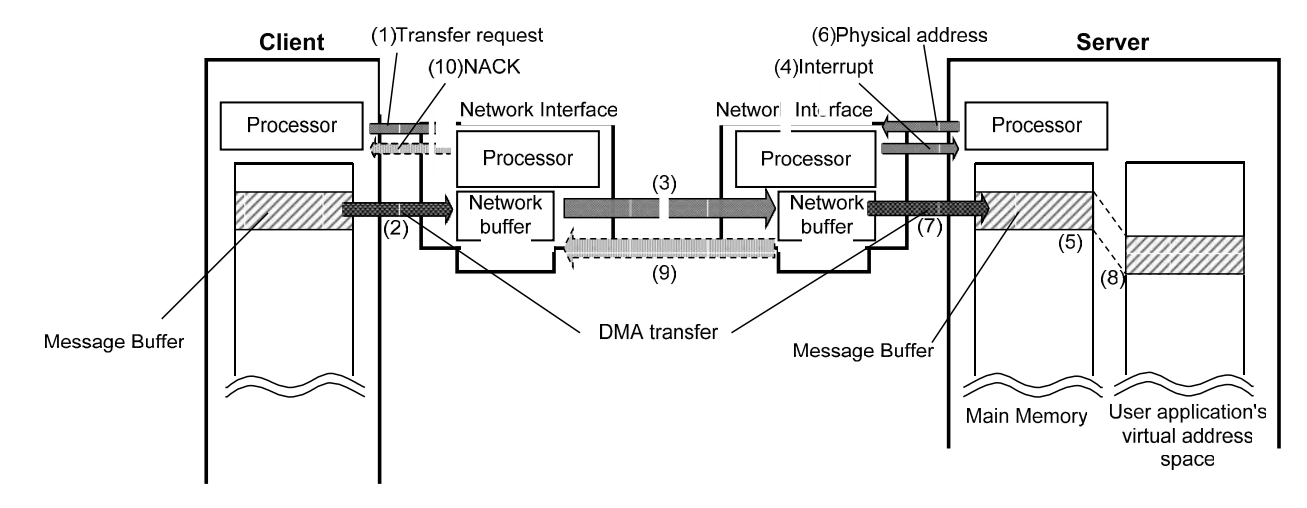 Client
(1)Transfer request
(10)NACK
(6)Physical address
(4)Interrupt
Server
Network Interface
Network Interface
Processor
Processor
Processor
Processor
(3)
Network
buffer
Network
buffer
(2)
(7)
(5)
(9)
(8)
Message Buffer
DMA transfer
Message Buffer
Main Memory
User application's
virtual address
space